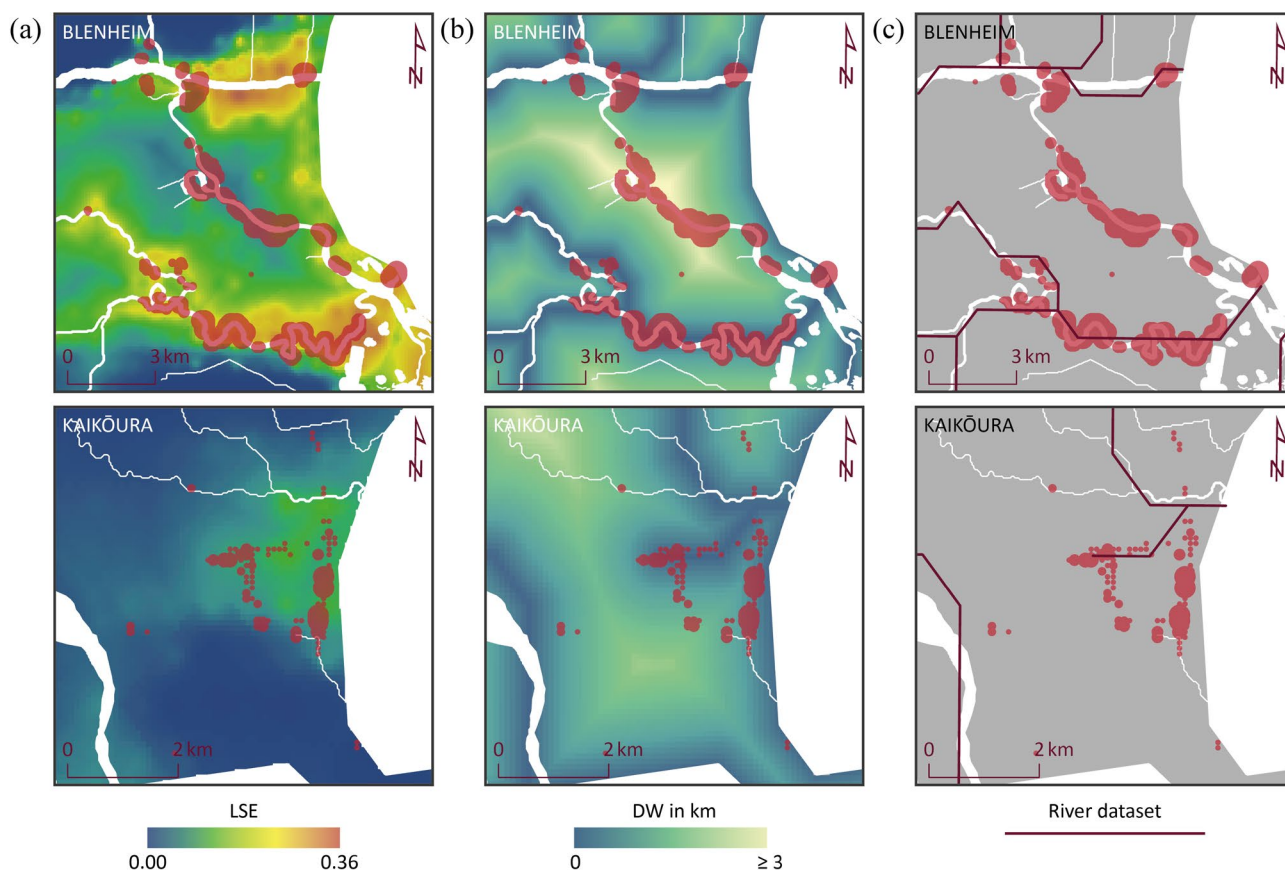 (a) BLENHEIM N
0 3 km
(b) BLENHEIM N
0 3 km
(c) BLENHEIM N
0 3 km
KAIKŌURA N
0 2 km
KAIKŌURA N
0 2 km
KAIKŌURA N
0 2 km
LSE
0.00 0.36
DW in km
0 ≥ 3
River dataset